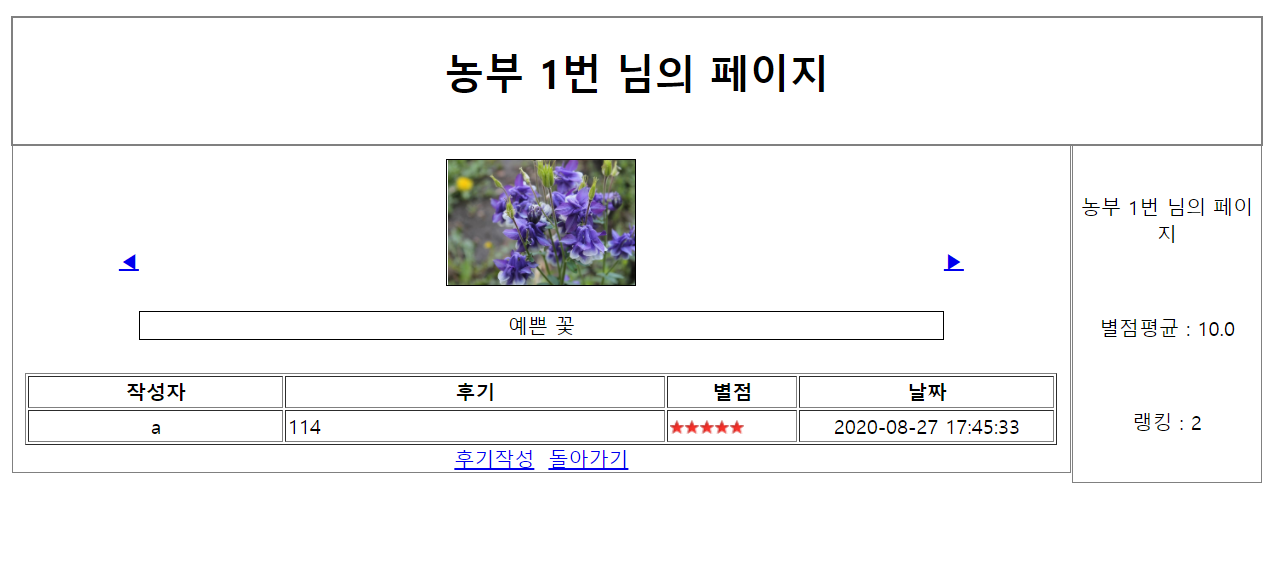 농부 1번 님의 페이지
◀ ▶
예쁜 꽃
작성자 후기 별점 날짜
a 114 ★★★★★ 2020-08-27 17:45:33
후기작성 돌아가기
농부 1번 님의 페이
지
별점평균 : 10.0
랭킹 : 2